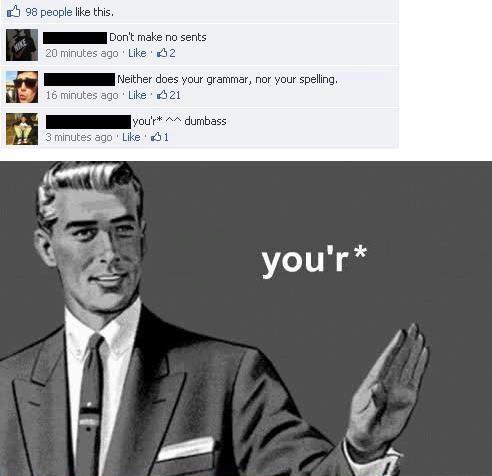 98 people like this.
Don't make no sents
20 minutes ago · Like · 2
Neither does your grammar, nor your spelling.
16 minutes ago · Like · 21
you'r* ^^ dumbass
3 minutes ago · Like · 1
you'r*